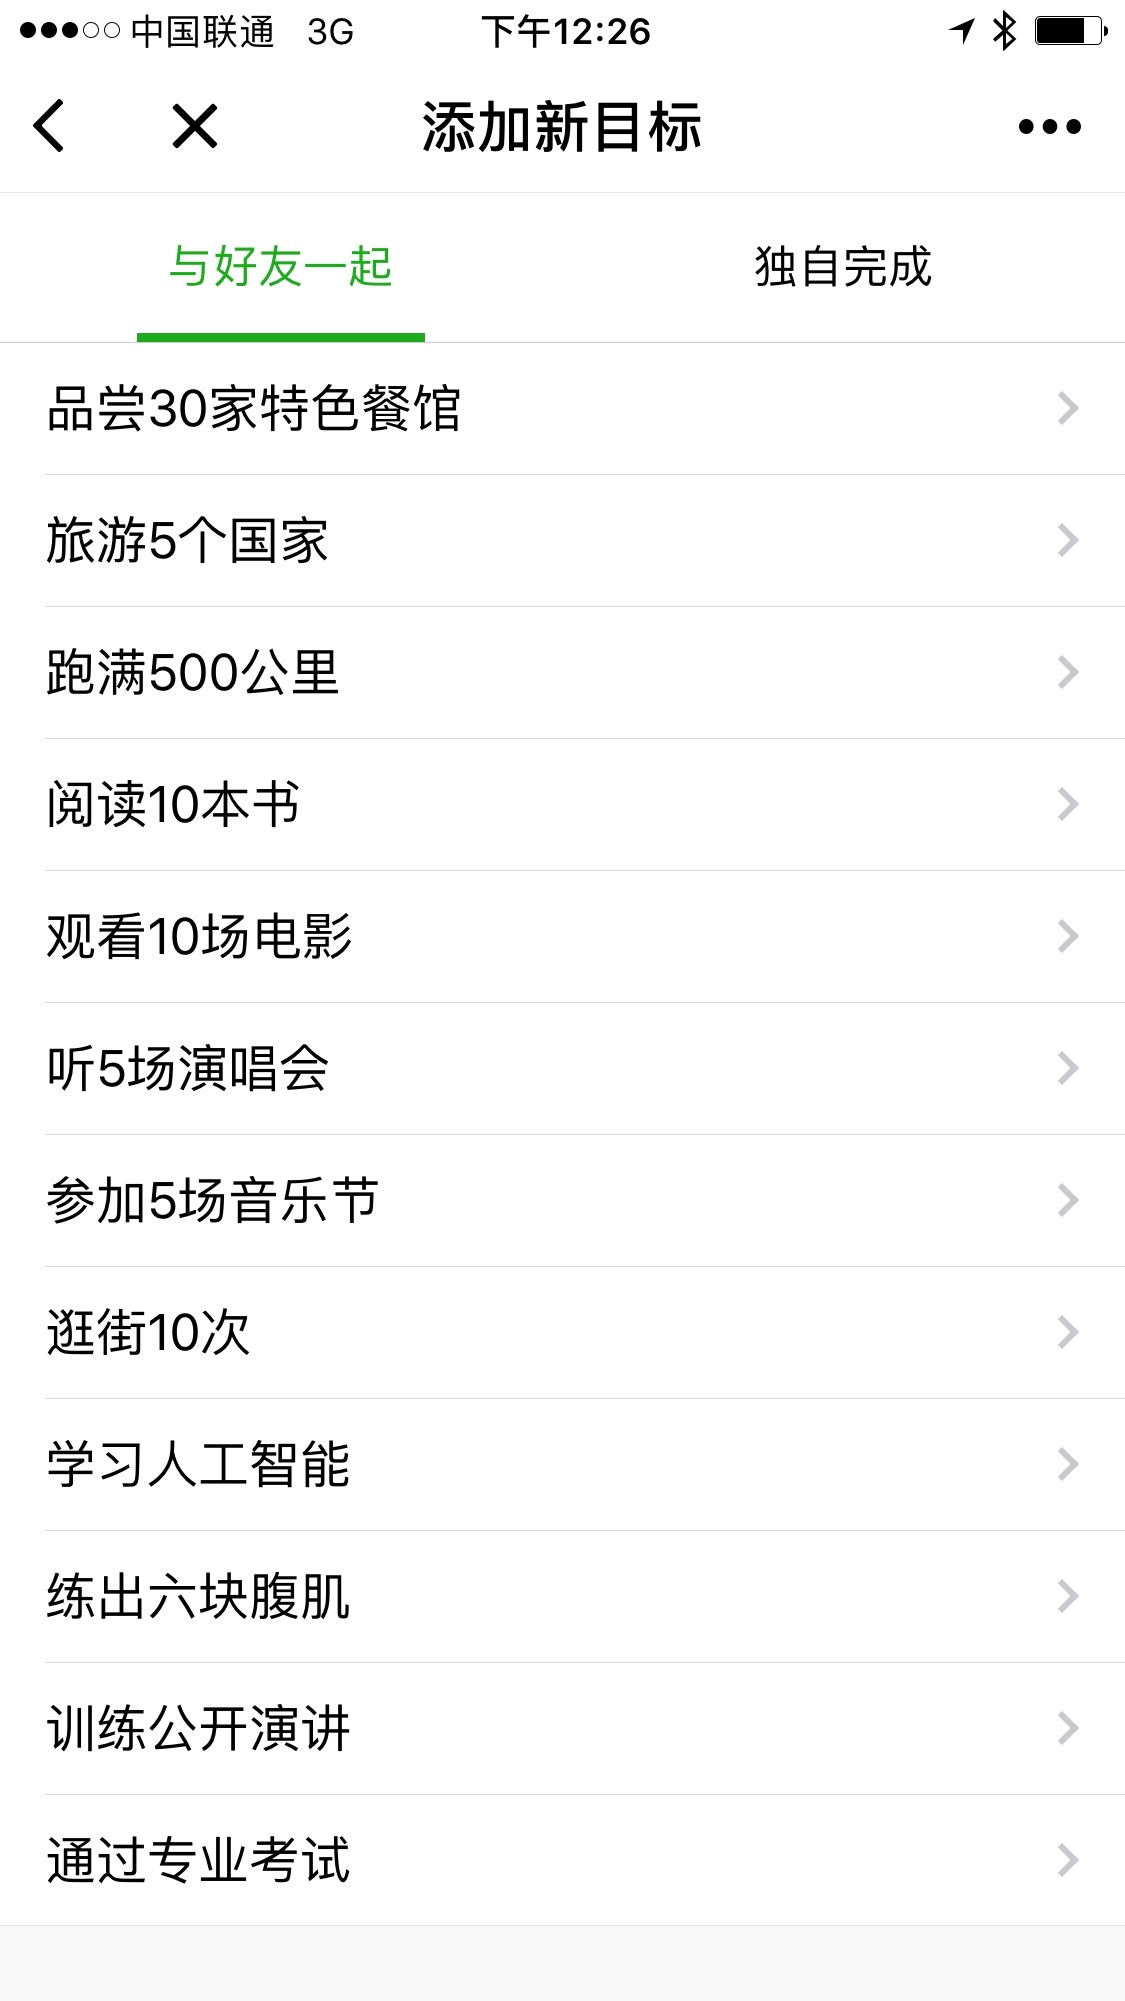 中国联通 3G 下午12:26
添加新目标
与好友一起 独自完成
品尝30家特色餐馆
旅游5个国家
跑满500公里
阅读10本书
观看10场电影
听5场演唱会
参加5场音乐节
逛街10次
学习人工智能
练出六块腹肌
训练公开演讲
通过专业考试